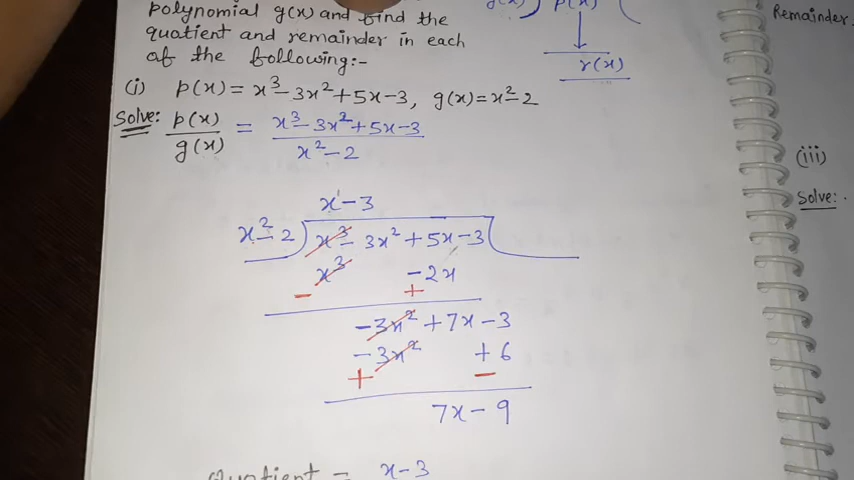 polynomial g(x) and find the
quotient and remainder in each
of the following:-
(i) p(x) = x³ - 3x² + 5x - 3, g(x) = x² - 2
Solve: p(x) / g(x) = x³ - 3x² + 5x - 3 / x² - 2
x - 3
x² - 2 ) x³ - 3x² + 5x - 3 (
x³ - 2x
- +
-3x² + 7x - 3
-3x² + 6
+ -
7x - 9
Quotient = x - 3
p(x)
r(x)
Remainder
(iii)
Solve: